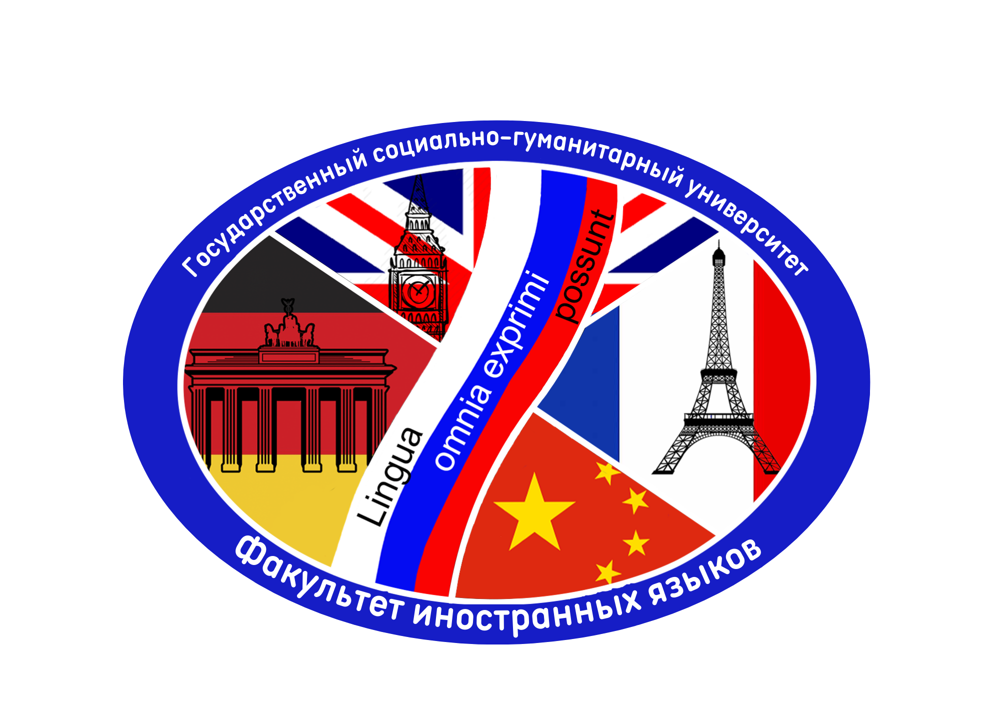 Государственный социально-гуманитарный университет
Lingua
omnia exprimi
possunt
Факультет иностранных языков